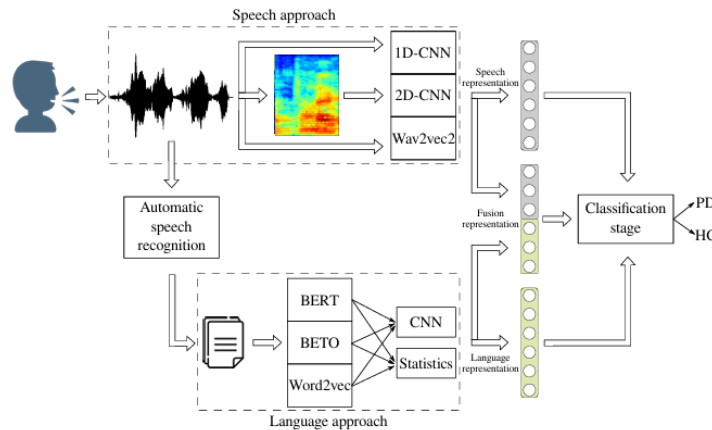 Speech approach
1D-CNN
2D-CNN
Wav2vec2
Speech
representation
Automatic
speech
recognition
Fusion
representation
Classification
stage
PD
HC
BERT
BETO
Word2vec
CNN
Statistics
Language
representation
Language approach